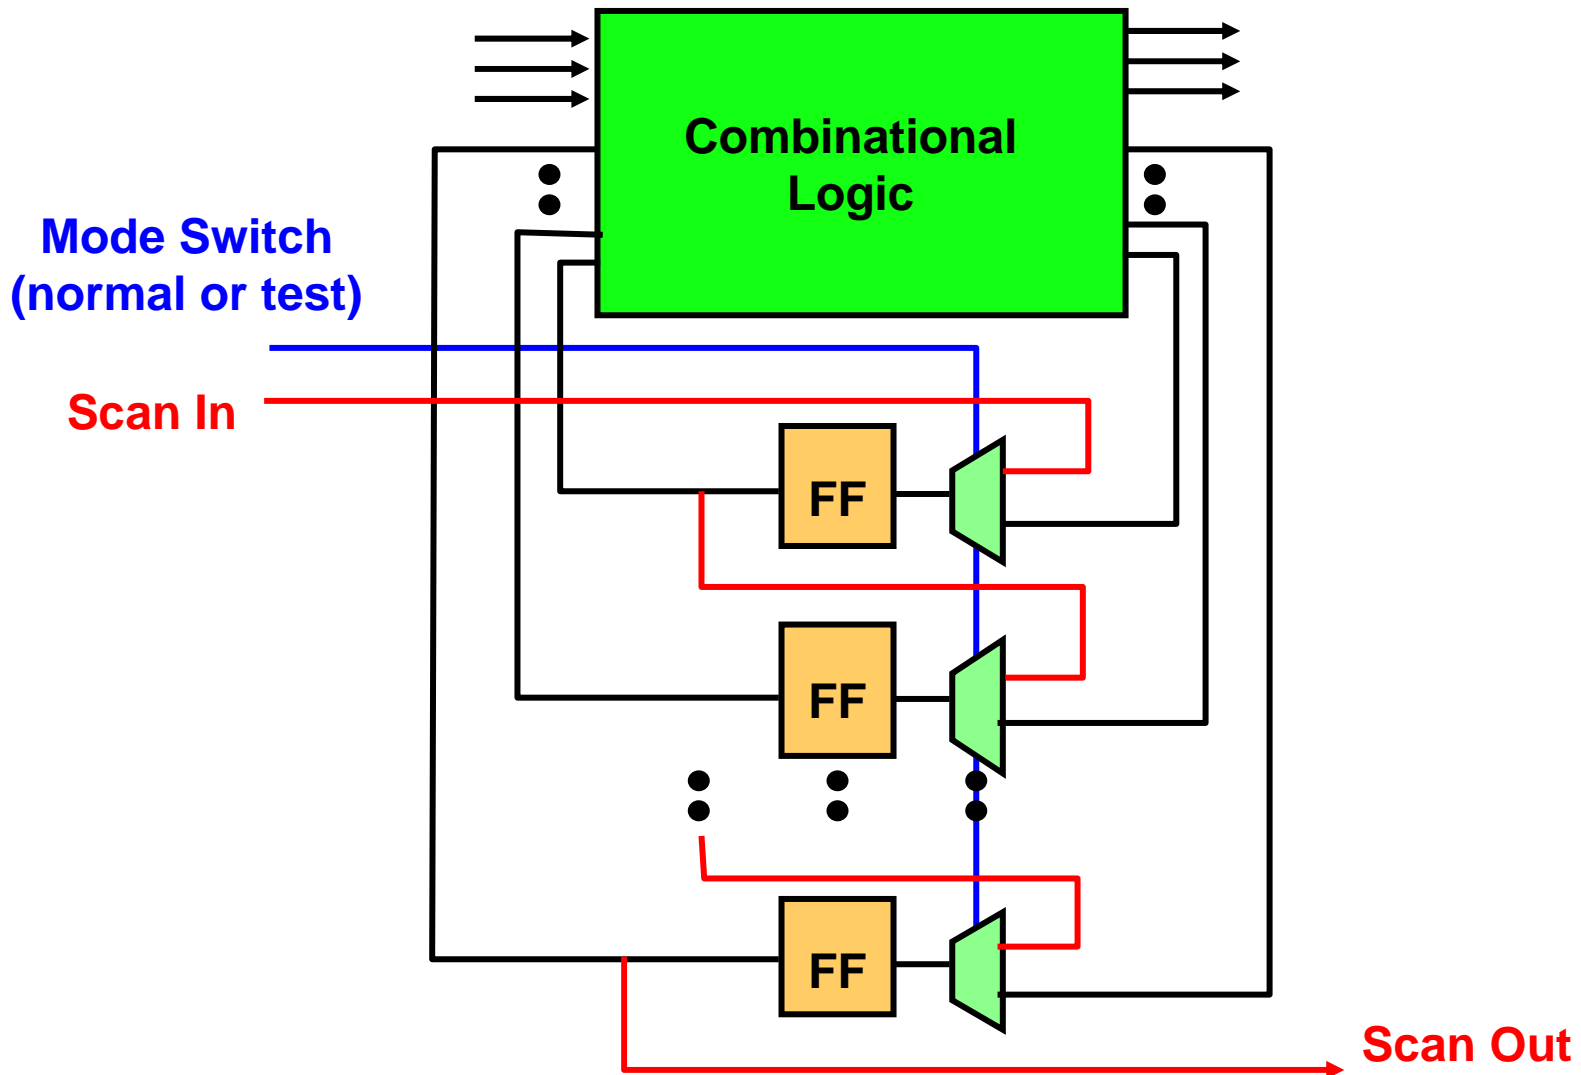 Combinational
Logic
Mode Switch
(normal or test)
Scan In
FF
FF
FF
Scan Out